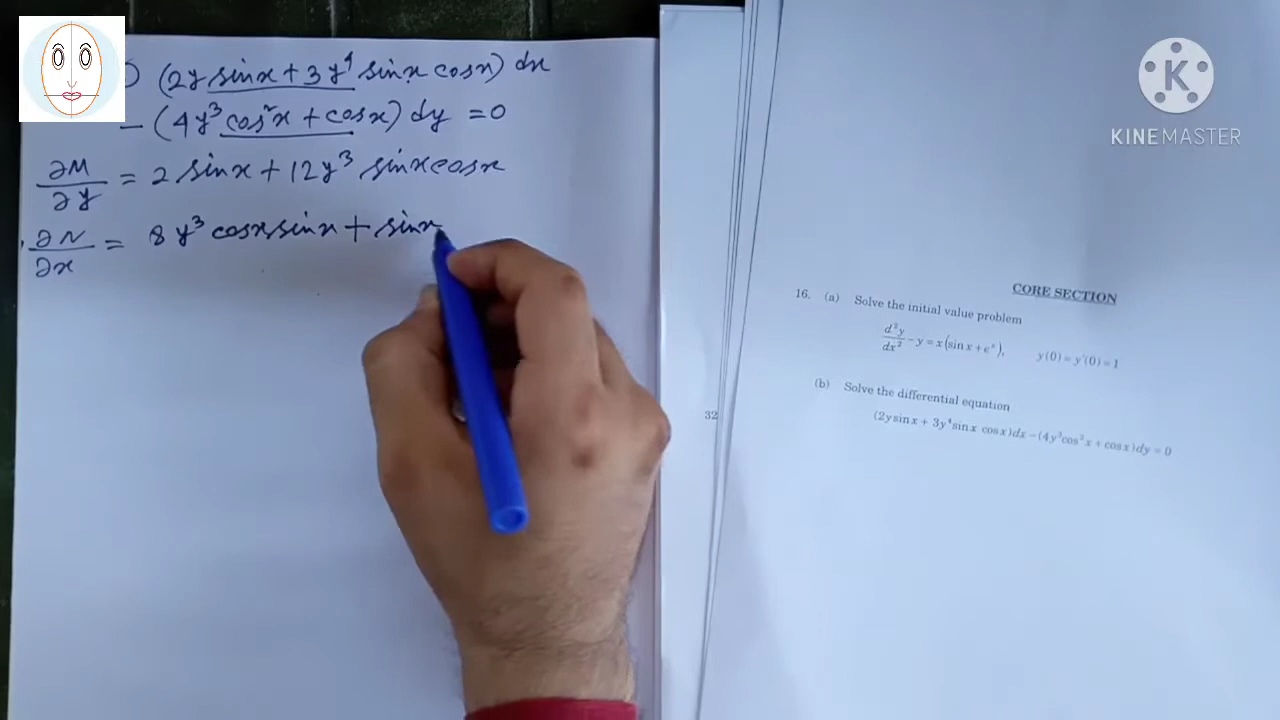 ) (2y sinx + 3y⁴ sinx cosx) dx
− (4y³ cos²x + cosx) dy = 0
∂M/∂y = 2 sinx + 12y³ sinx cosx
∂N/∂x = 8y³ cosx sinx + sinx
KINEMASTER
CORE SECTION
16. (a) Solve the initial value problem
d²y/dx² − y = x(sin x + eˣ), y(0) = y'(0) = 1
(b) Solve the differential equation
32
(2y sin x + 3y⁴ sin x cos x)dx − (4y³ cos² x + cos x)dy = 0